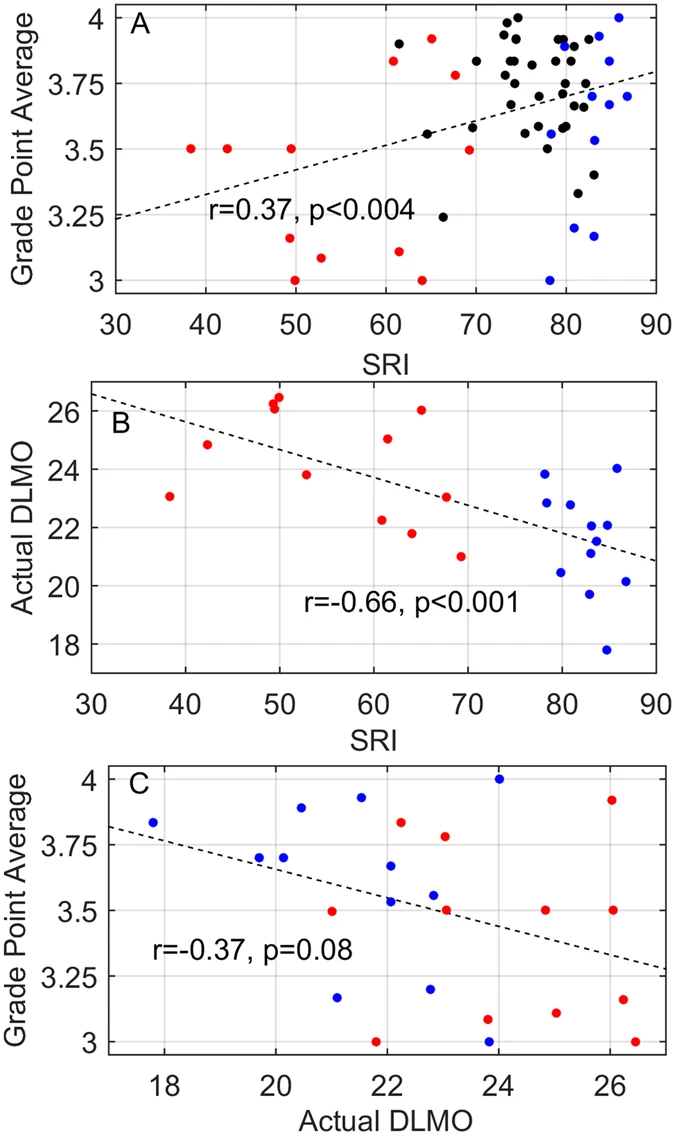 A
4
3.75
3.5
3.25
3
Grade Point Average
r=0.37, p<0.004
30 40 50 60 70 80 90
SRI
B
26
24
22
20
18
Actual DLMO
r=-0.66, p<0.001
30 40 50 60 70 80 90
SRI
C
4
3.75
3.5
3.25
3
Grade Point Average
r=-0.37, p=0.08
18 20 22 24 26
Actual DLMO